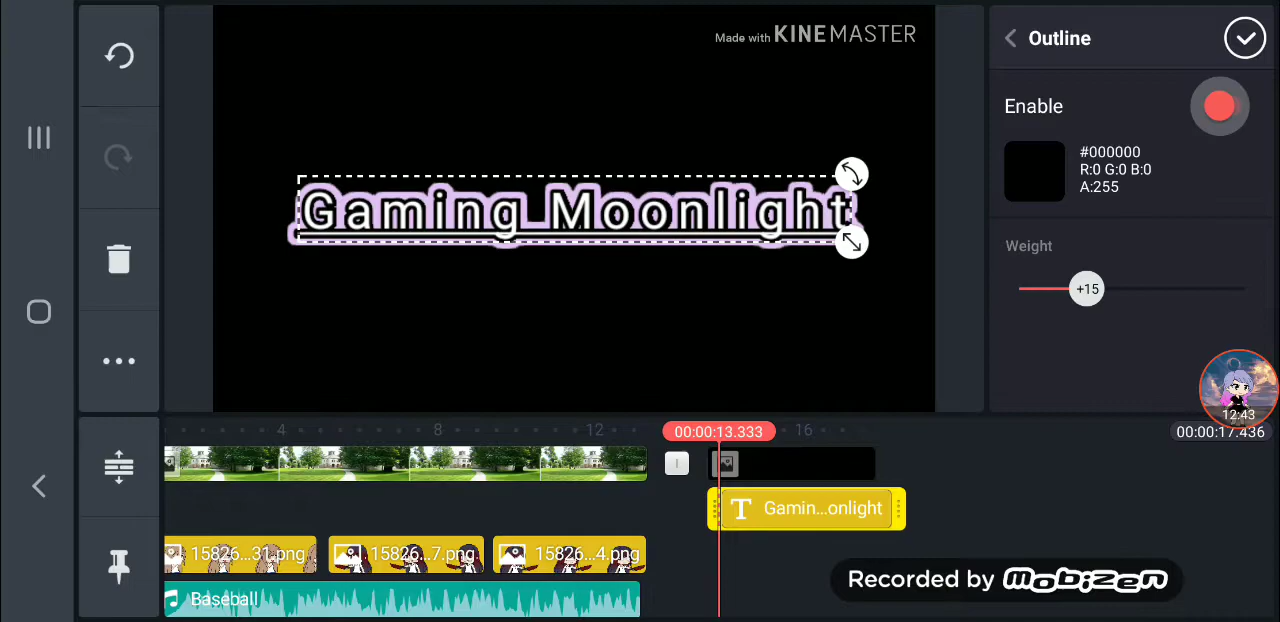 Made with KINEMASTER
Outline
Enable
#000000
R:0 G:0 B:0
A:255
Gaming Moonlight
Weight
+15
12:43
4
8
12
00:00:13.333
16
00:00:17.436
Gamin...onlight
15826...31.png
15826...7.png
15826...4.png
Recorded by mobizen
Baseball